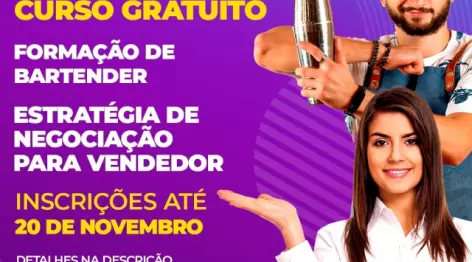 CURSO GRATUITO
FORMAÇÃO DE
BARTENDER
ESTRATÉGIA DE
NEGOCIAÇÃO
PARA VENDEDOR
INSCRIÇÕES ATÉ
20 DE NOVEMBRO
DETALHES NA DESCRIÇÃO